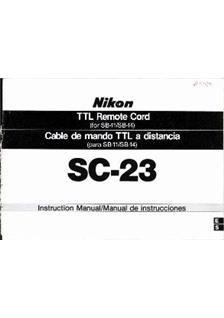 Nikon
TTL Remote Cord
(for SB-11/SB-14)
Cable de mando TTL a distancia
(para SB-11/SB-14)
SC-23
Instruction Manual/Manual de instrucciones
E
S